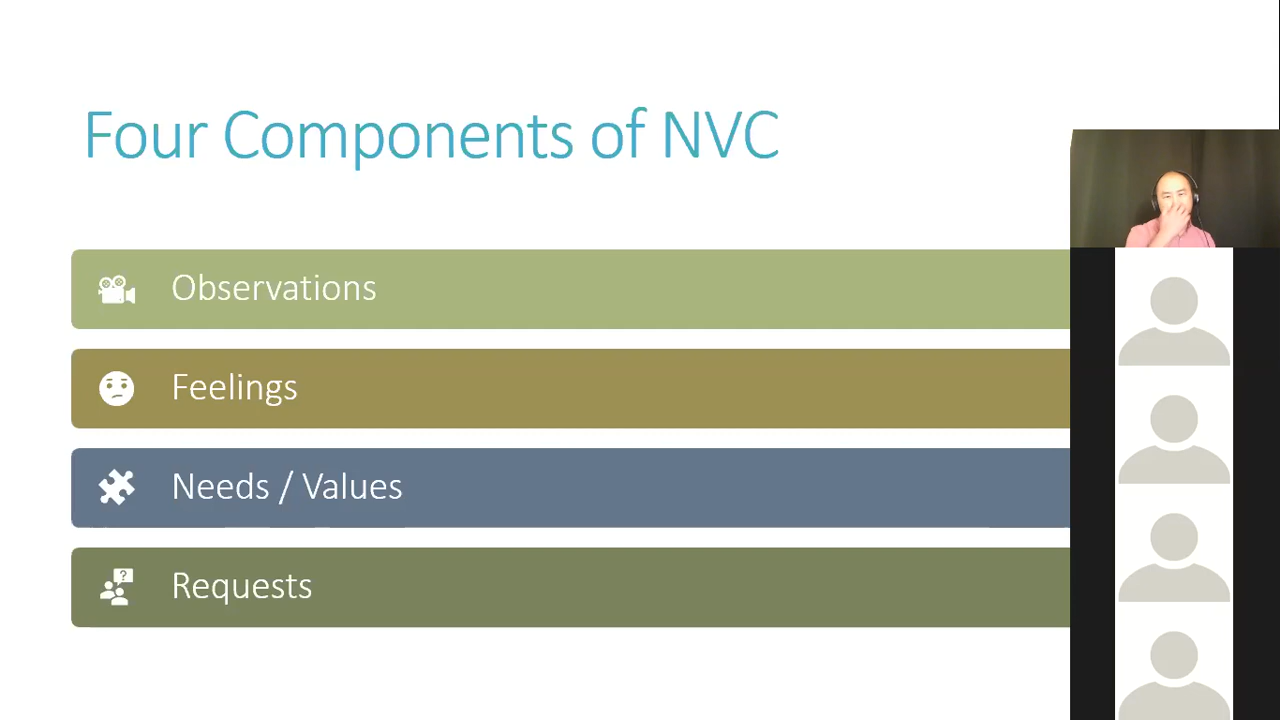 Four Components of NVC
Observations
Feelings
Needs / Values
?
Requests